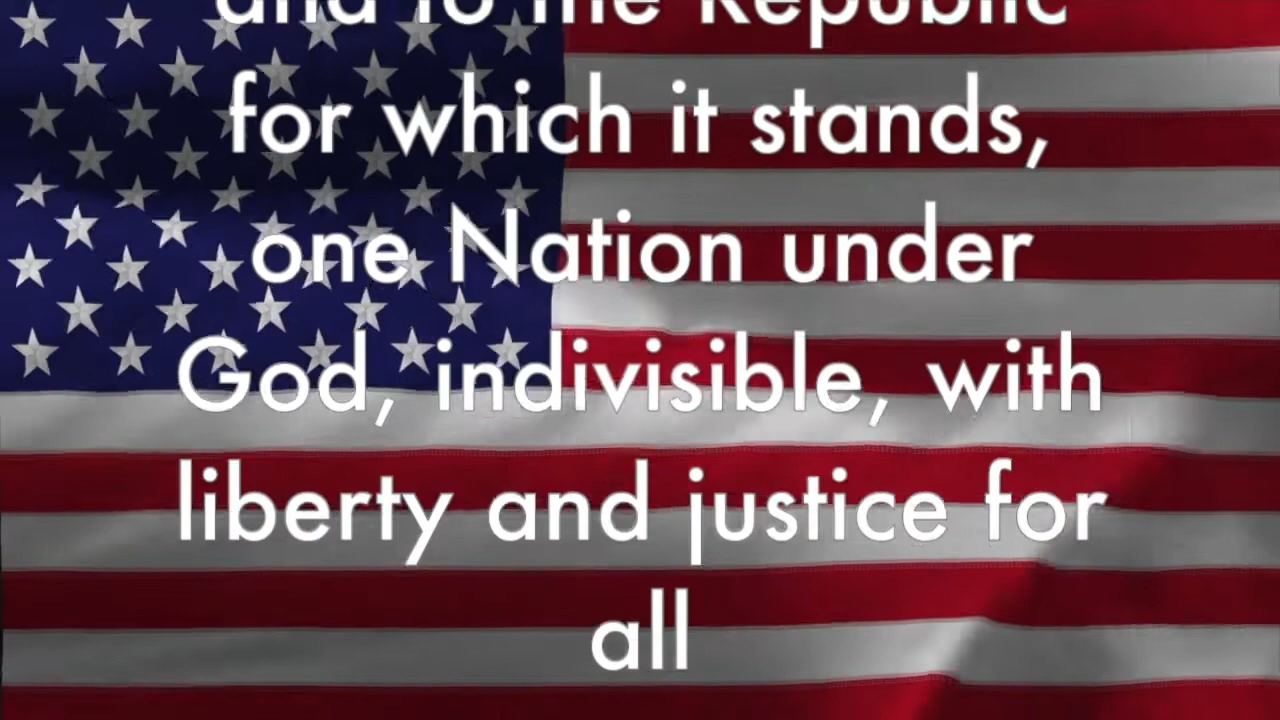 and to the Republic
for which it stands,
one Nation under
God, indivisible, with
liberty and justice for
all